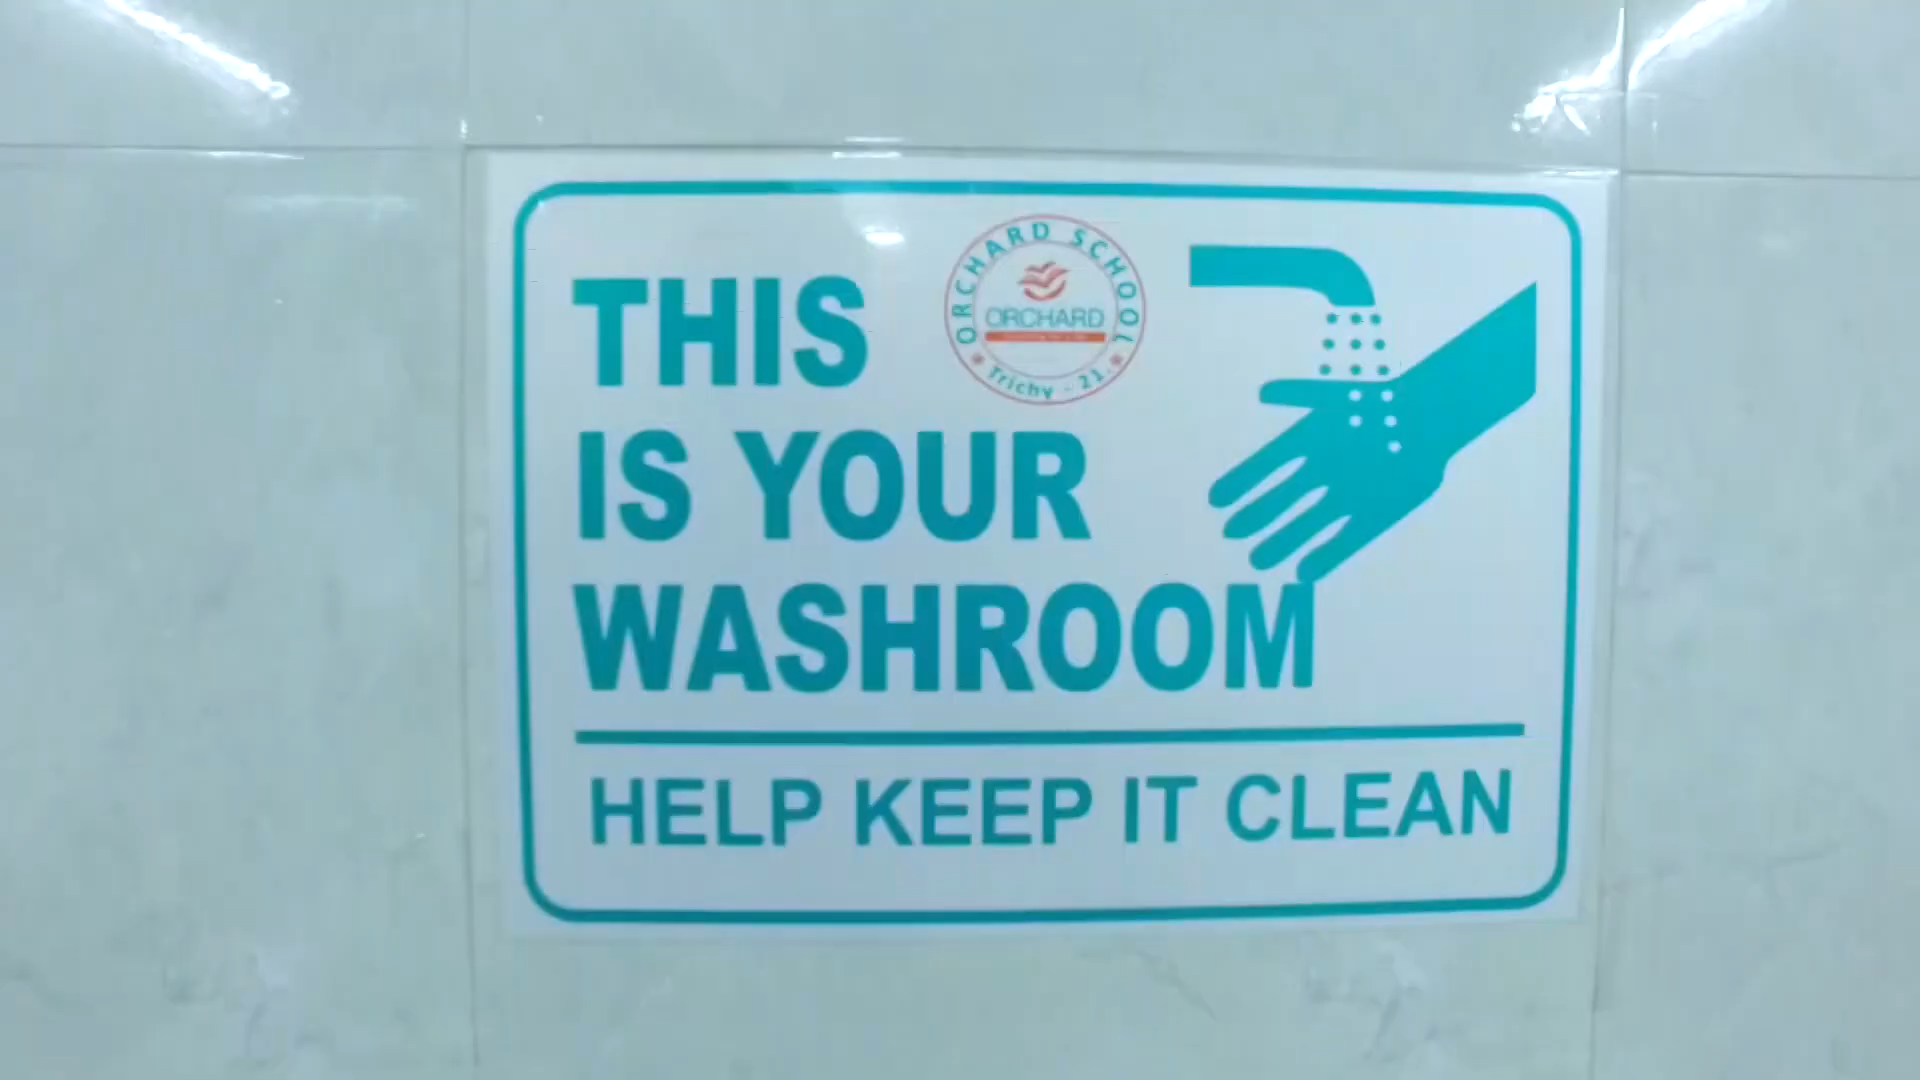 THIS
IS YOUR
WASHROOM
ORCHARD SCHOOL
ORCHARD
Trichy - 21.
HELP KEEP IT CLEAN